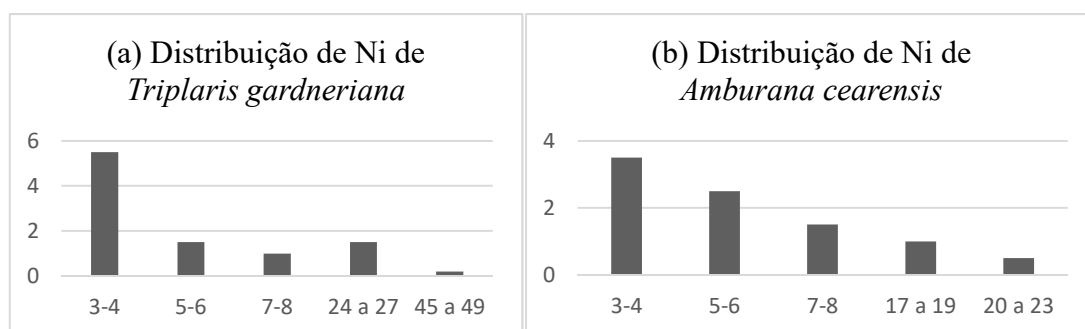 (a) Distribuição de Ni de
Triplaris gardneriana
6
4
2
0
3-4 5-6 7-8 24 a 27 45 a 49
(b) Distribuição de Ni de
Amburana cearensis
4
2
0
3-4 5-6 7-8 17 a 19 20 a 23